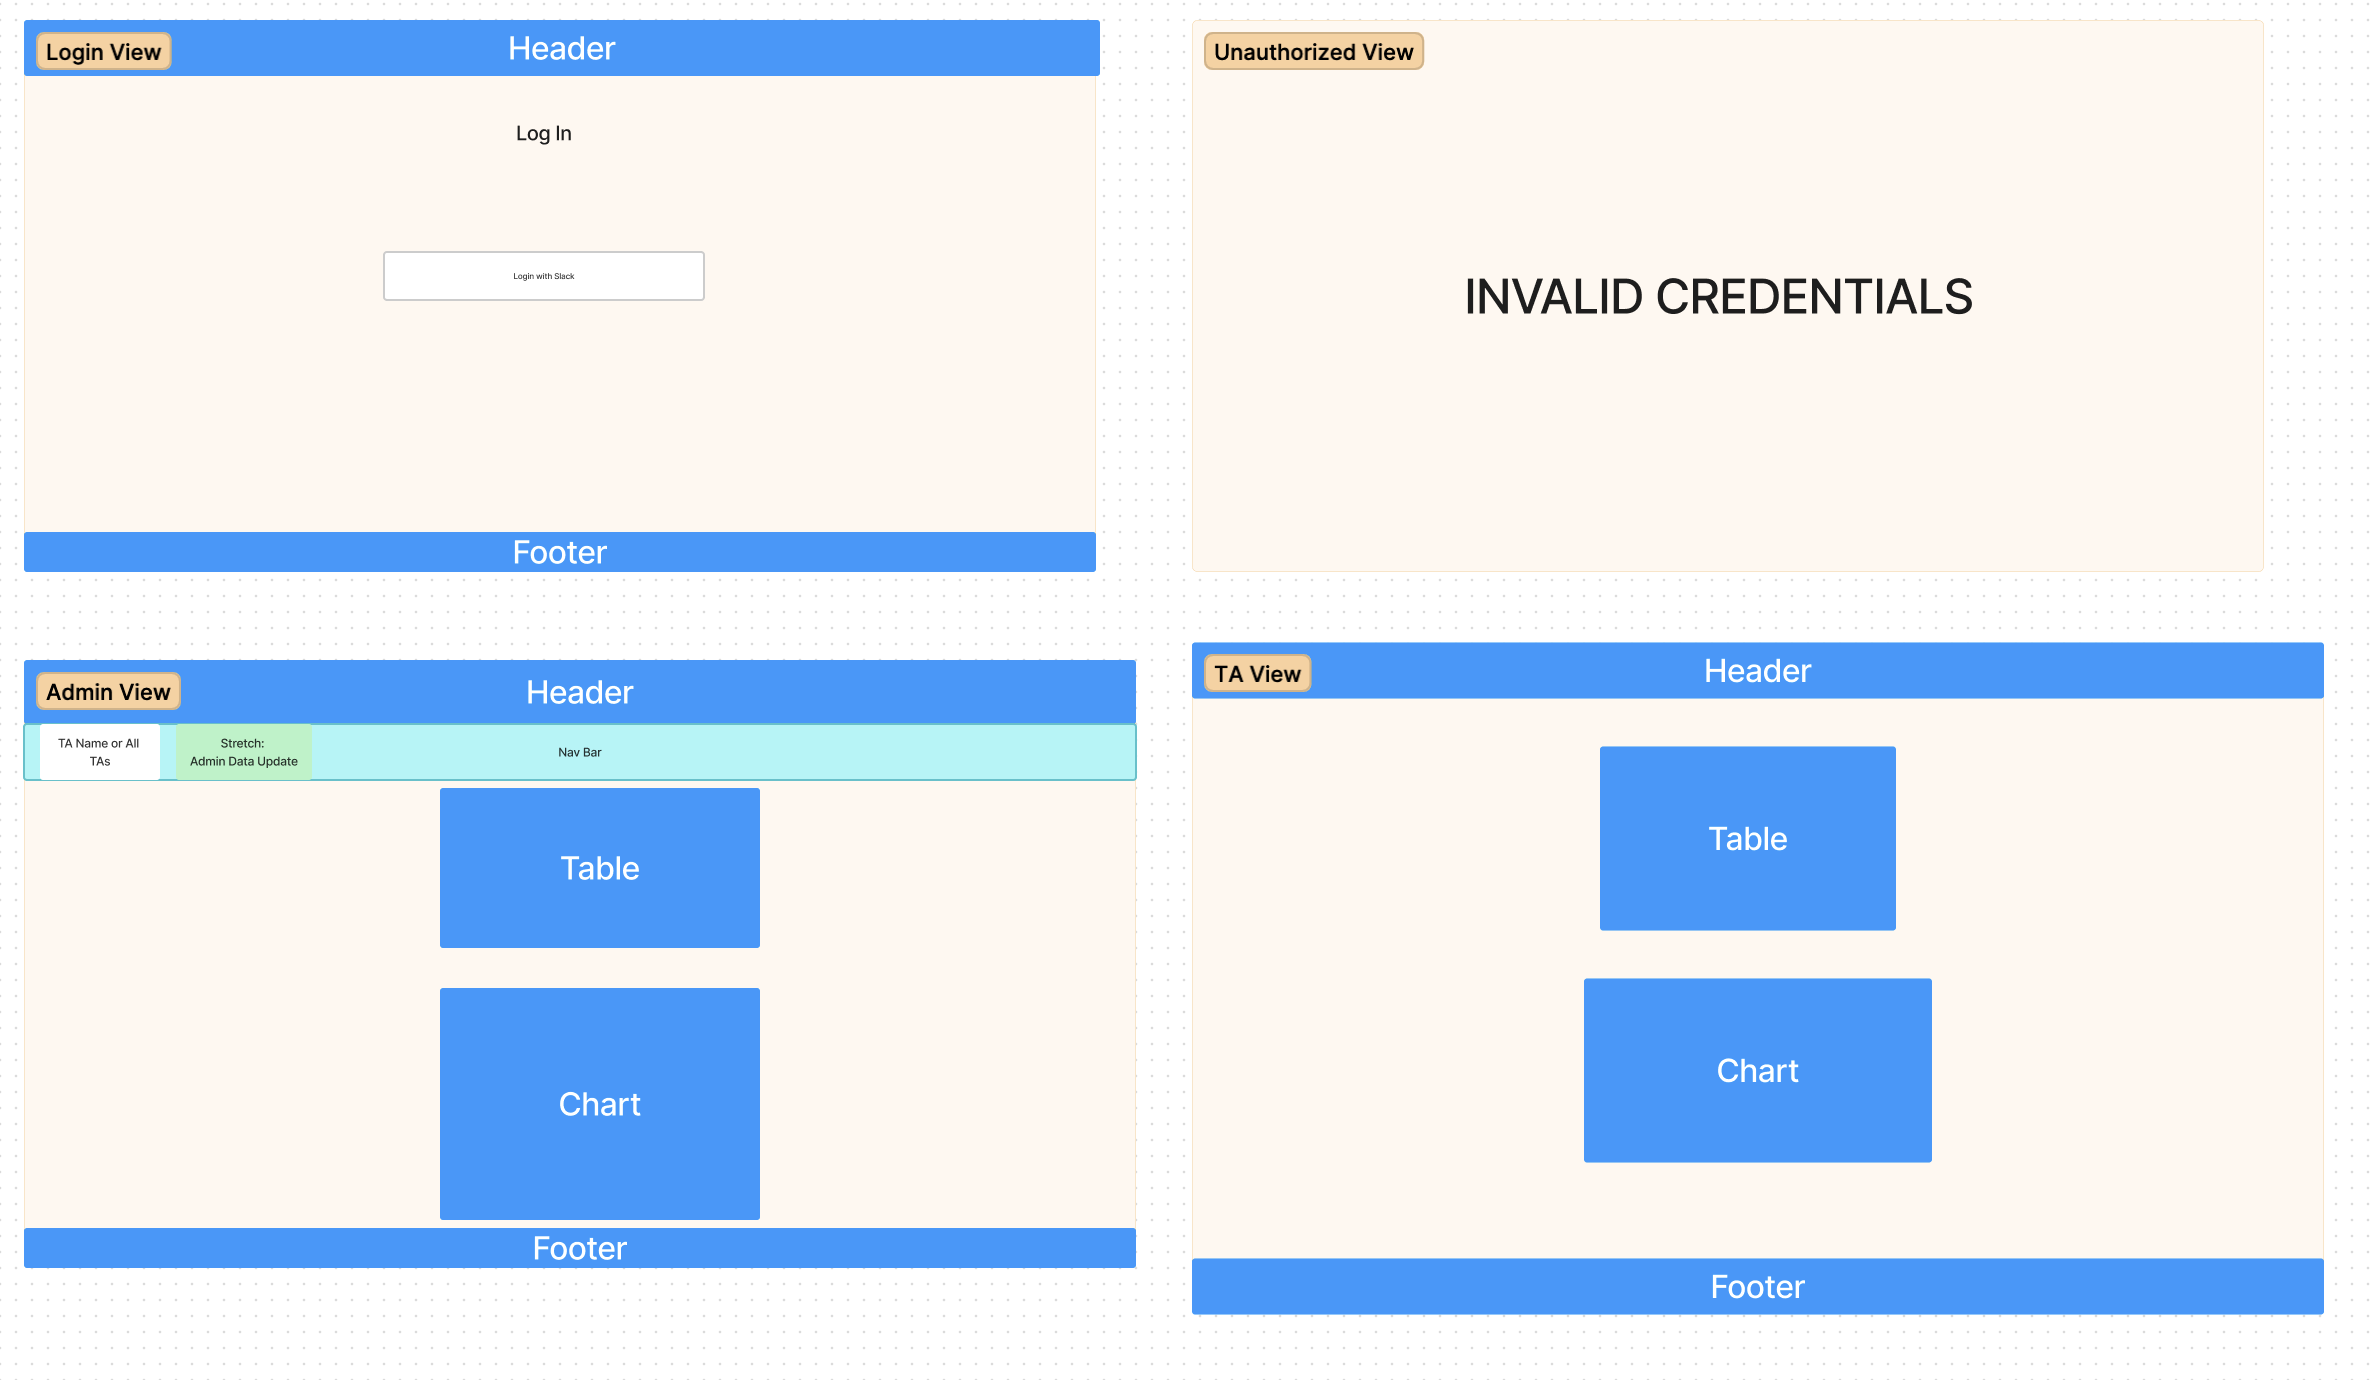 Login View
Header
Log In
Login with Slack
Footer
Unauthorized View
INVALID CREDENTIALS
Admin View
Header
TA Name or All
TAs
Stretch:
Admin Data Update
Nav Bar
Table
Chart
Footer
TA View
Header
Table
Chart
Footer